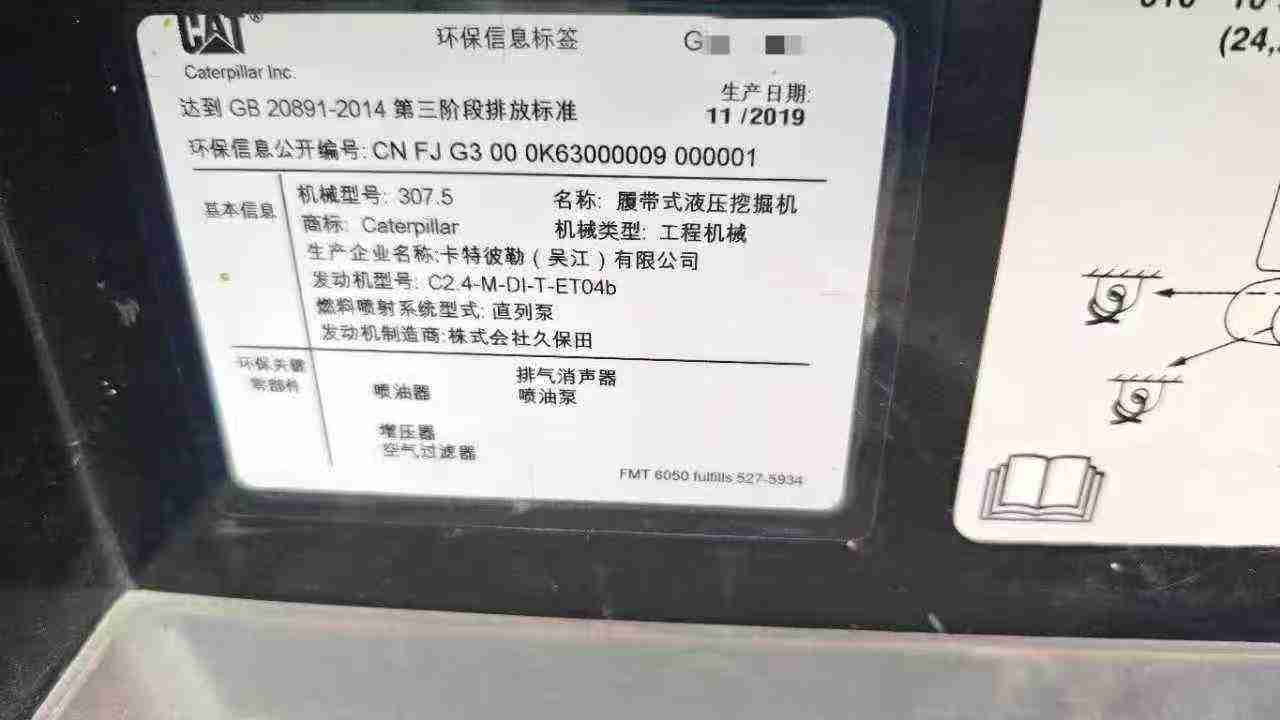 CAT®
环保信息标签
G
Caterpillar Inc.
生产日期:
达到 GB 20891-2014 第三阶段排放标准
11 /2019
环保信息公开编号: CN FJ G3 00 0K63000009 000001
基本信息
机械型号: 307.5
名称: 履带式液压挖掘机
商标: Caterpillar
机械类型: 工程机械
生产企业名称:卡特彼勒（吴江）有限公司
发动机型号: C2.4-M-DI-T-ET04b
燃料喷射系统型式: 直列泵
发动机制造商:株式会社久保田
环保关键
零部件
喷油器
排气消声器
喷油泵
增压器
空气过滤器
FMT 6050 fulfills 527-5934
(24,